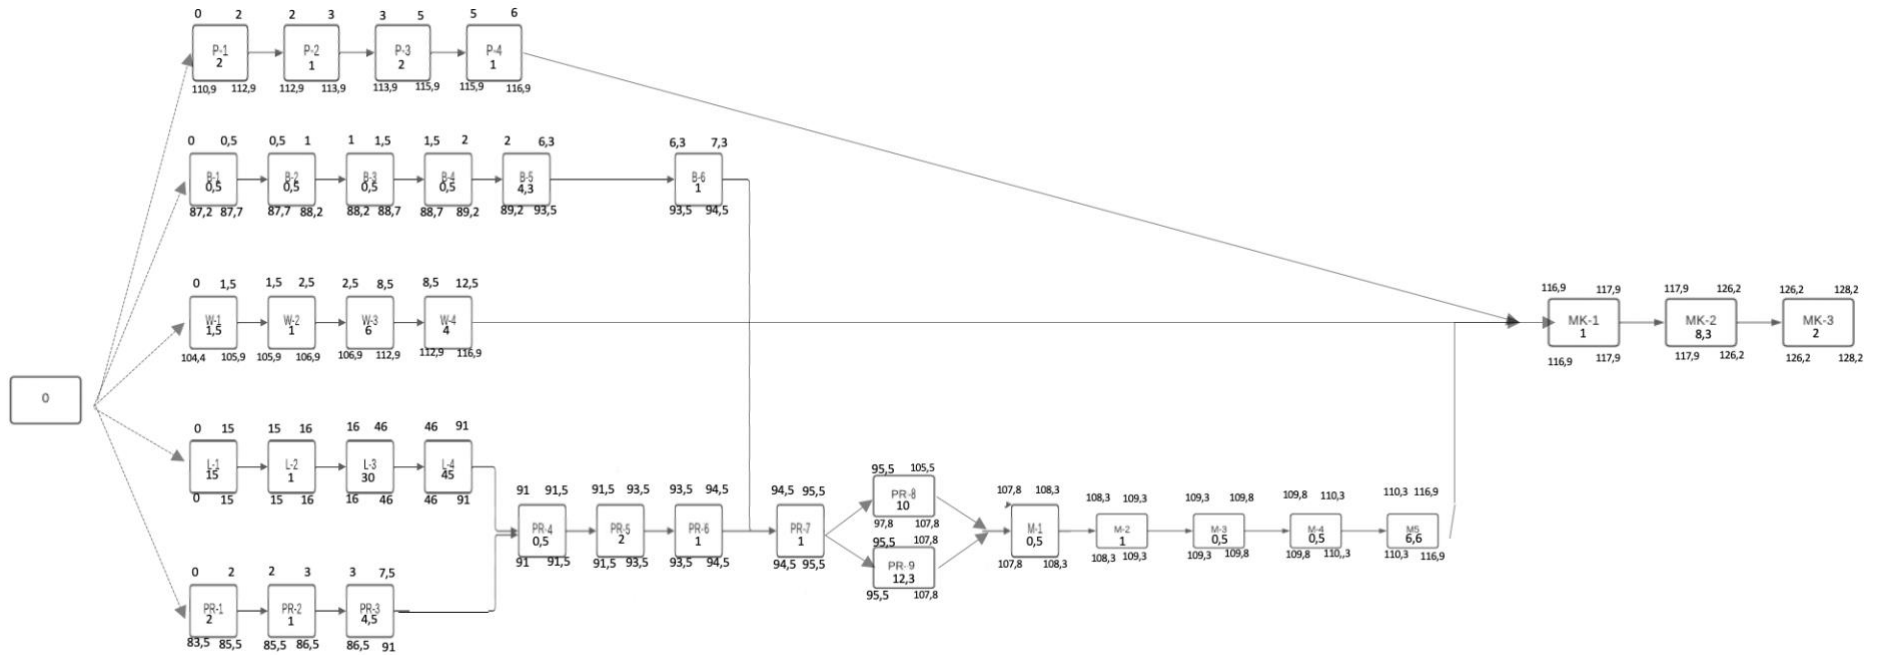 0 2 2 3 3 5 5 6
P-1 P-2 P-3 P-4
2 1 2 1
110,9 112,9 112,9 113,9 113,9 115,9 115,9 116,9
0 0,5 0,5 1 1 1,5 1,5 2 2 6,3 6,3 7,3
B-1 B-2 B-3 B-4 B-5 B-6
0,5 0,5 0,5 0,5 4,3 1
87,2 87,7 87,7 88,2 88,2 88,7 88,7 89,2 89,2 93,5 93,5 94,5
0 1,5 1,5 2,5 2,5 8,5 8,5 12,5 116,9 117,9 117,9 126,2 126,2 128,2
W-1 W-2 W-3 W-4 MK-1 MK-2 MK-3
1,5 1 6 4 1 8,3 2
104,4 105,9 105,9 106,9 106,9 112,9 112,9 116,9 116,9 117,9 117,9 126,2 126,2 128,2
0
0 15 15 16 16 46 46 91
L-1 L-2 L-3 L-4
15 1 30 45
0 15 15 16 16 46 46 91
95,5 105,5
PR-8
10
97,8 107,8
91 91,5 91,5 93,5 93,5 94,5 94,5 95,5 107,8 108,3 108,3 109,3 109,3 109,8 109,8 110,3 110,3 116,9
PR-4 PR-5 PR-6 PR-7 M-1 M-2 M-3 M-4 M5
0,5 2 1 1 0,5 1 0,5 0,5 6,6
91 91,5 91,5 93,5 93,5 94,5 94,5 95,5 107,8 108,3 108,3 109,3 109,3 109,8 109,8 110,,3 110,3 116,9
95,5 107,8
PR-9
12,3
95,5 107,8
0 2 2 3 3 7,5
PR-1 PR-2 PR-3
2 1 4,5
83,5 85,5 85,5 86,5 86,5 91